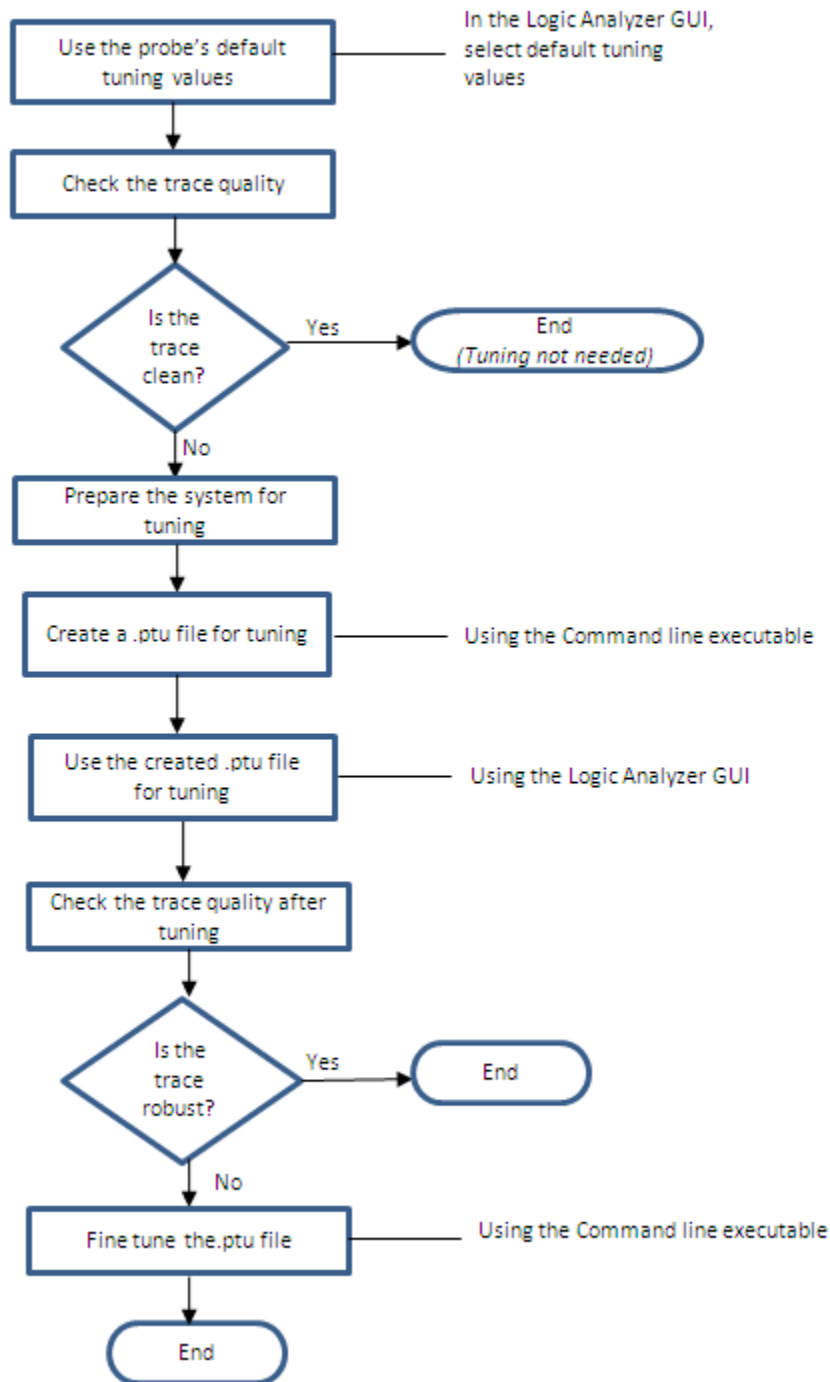 Use the probe's default
tuning values
In the Logic Analyzer GUI,
select default tuning
values
Check the trace quality
Is the
trace
clean?
Yes
End
(Tuning not needed)
No
Prepare the system for
tuning
Create a .ptu file for tuning
Using the Command line executable
Use the created .ptu file
for tuning
Using the Logic Analyzer GUI
Check the trace quality after
tuning
Is the
trace
robust?
Yes
End
No
Fine tune the.ptu file
Using the Command line executable
End